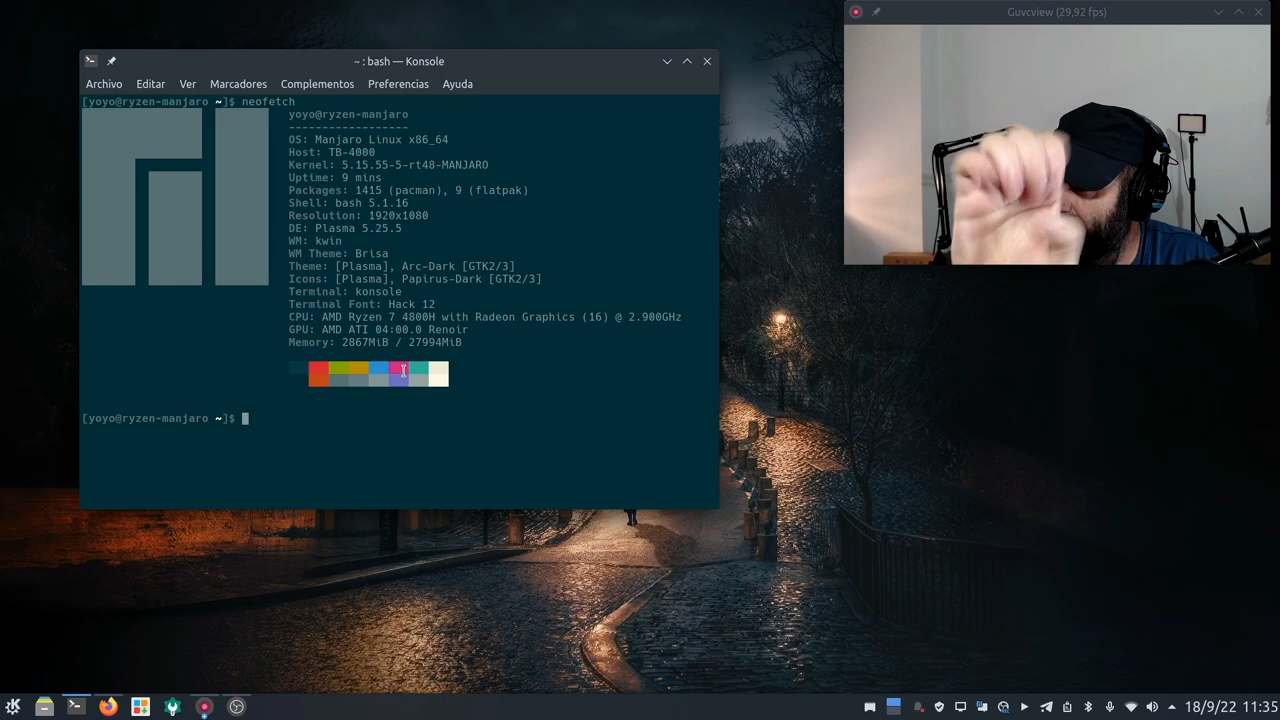 Guvcview (29,92 fps)
~ : bash — Konsole
Archivo Editar Ver Marcadores Complementos Preferencias Ayuda
[yoyo@ryzen-manjaro ~]$ neofetch
yoyo@ryzen-manjaro
------------------
OS: Manjaro Linux x86_64
Host: TB-4000
Kernel: 5.15.55-5-rt48-MANJARO
Uptime: 9 mins
Packages: 1415 (pacman), 9 (flatpak)
Shell: bash 5.1.16
Resolution: 1920x1080
DE: Plasma 5.25.5
WM: kwin
WM Theme: Brisa
Theme: [Plasma], Arc-Dark [GTK2/3]
Icons: [Plasma], Papirus-Dark [GTK2/3]
Terminal: konsole
Terminal Font: Hack 12
CPU: AMD Ryzen 7 4800H with Radeon Graphics (16) @ 2.900GHz
GPU: AMD ATI 04:00.0 Renoir
Memory: 2867MiB / 27994MiB
[yoyo@ryzen-manjaro ~]$
18/9/22 11:35